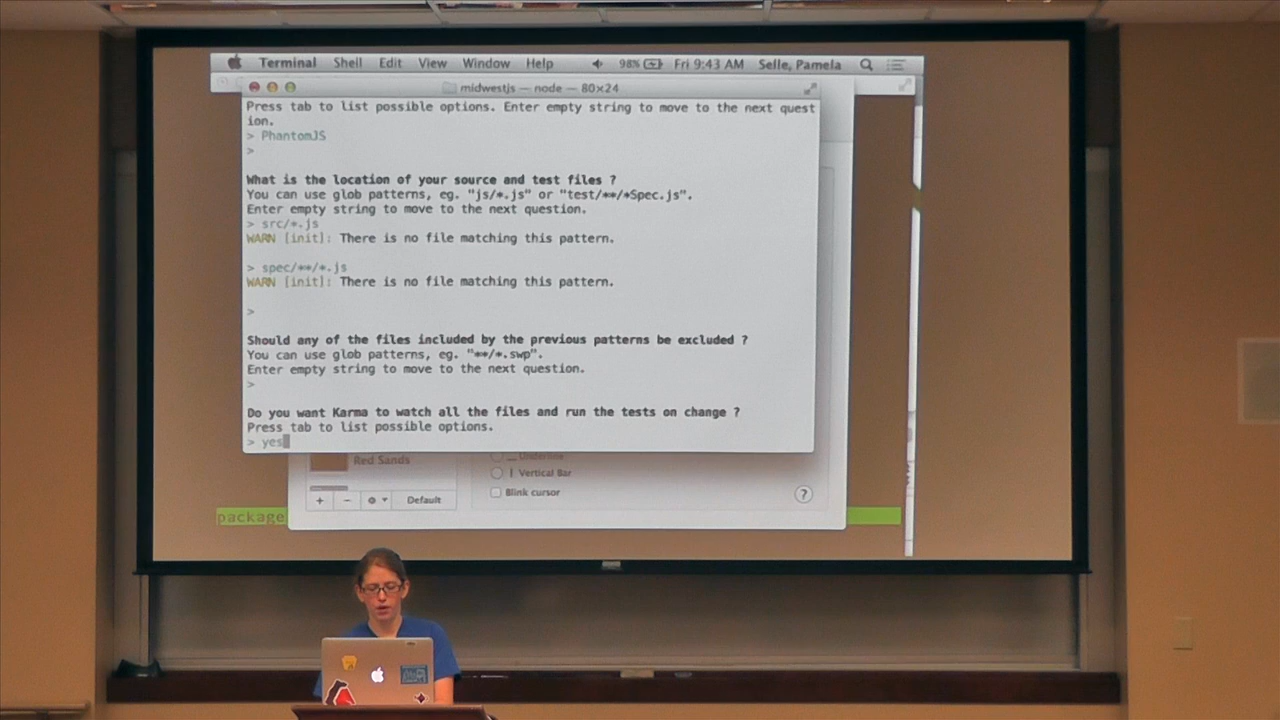 Terminal Shell Edit View Window Help 98% Fri 9:43 AM Selle, Pamela
midwestjs — node — 80×24
Press tab to list possible options. Enter empty string to move to the next quest
ion.
> PhantomJS
>
What is the location of your source and test files ?
You can use glob patterns, eg. "js/*.js" or "test/**/*Spec.js".
Enter empty string to move to the next question.
> src/*.js
WARN [init]: There is no file matching this pattern.
> spec/**/*.js
WARN [init]: There is no file matching this pattern.
>
Should any of the files included by the previous patterns be excluded ?
You can use glob patterns, eg. "**/*.swp".
Enter empty string to move to the next question.
>
Do you want Karma to watch all the files and run the tests on change ?
Press tab to list possible options.
> yes
Red Sands
Underline
| Vertical Bar
Blink cursor
+ − Default ?
package